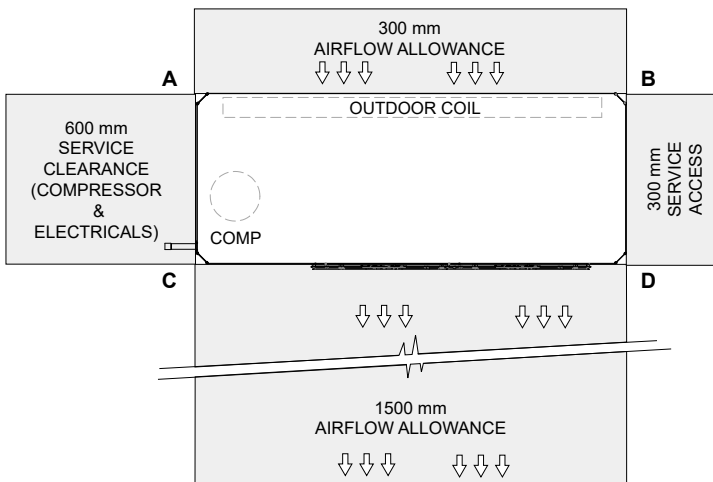 300 mm
AIRFLOW ALLOWANCE
A
B
OUTDOOR COIL
600 mm
SERVICE
CLEARANCE
(COMPRESSOR
&
ELECTRICALS)
300 mm
SERVICE
ACCESS
COMP
C
D
1500 mm
AIRFLOW ALLOWANCE